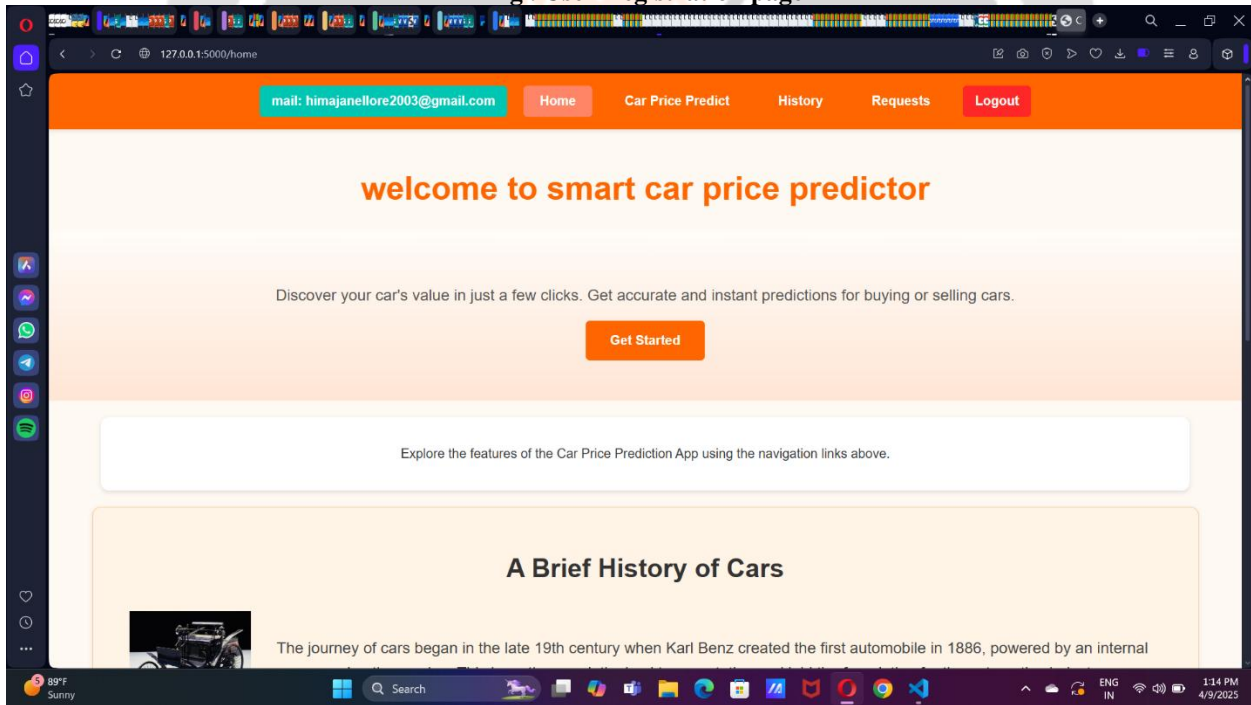 User Registration page
127.0.0.1:5000/home
mail: himajanellore2003@gmail.com Home Car Price Predict History Requests Logout
welcome to smart car price predictor
Discover your car's value in just a few clicks. Get accurate and instant predictions for buying or selling cars.
Get Started
Explore the features of the Car Price Prediction App using the navigation links above.
A Brief History of Cars
The journey of cars began in the late 19th century when Karl Benz created the first automobile in 1886, powered by an internal
5 89°F
Sunny
Search
ENG
IN
1:14 PM
4/9/2025